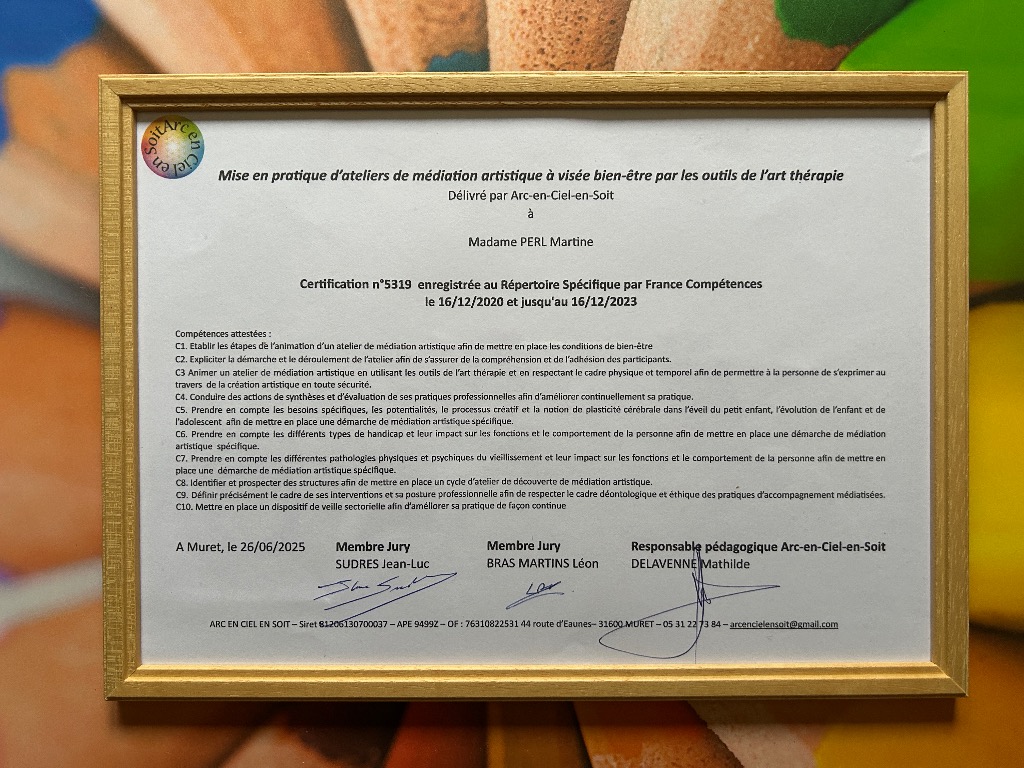 SoitArc en Ciel en
Mise en pratique d'ateliers de médiation artistique à visée bien-être par les outils de l'art thérapie
Délivré par Arc-en-Ciel-en-Soit
à
Madame PERL Martine
Certification n°5319 enregistrée au Répertoire Spécifique par France Compétences
le 16/12/2020 et jusqu'au 16/12/2023
Compétences attestées :
C1. Etablir les étapes de l'animation d'un atelier de médiation artistique afin de mettre en place les conditions de bien-être
C2. Expliciter la démarche et le déroulement de l'atelier afin de s'assurer de la compréhension et de l'adhésion des participants.
C3 Animer un atelier de médiation artistique en utilisant les outils de l'art thérapie et en respectant le cadre physique et temporel afin de permettre à la personne de s'exprimer au
travers de la création artistique en toute sécurité.
C4. Conduire des actions de synthèses et d'évaluation de ses pratiques professionnelles afin d'améliorer continuellement sa pratique.
C5. Prendre en compte les besoins spécifiques, les potentialités, le processus créatif et la notion de plasticité cérébrale dans l'éveil du petit enfant, l'évolution de l'enfant et de
l'adolescent afin de mettre en place une démarche de médiation artistique spécifique.
C6. Prendre en compte les différents types de handicap et leur impact sur les fonctions et le comportement de la personne afin de mettre en place une démarche de médiation
artistique spécifique.
C7. Prendre en compte les différentes pathologies physiques et psychiques du vieillissement et leur impact sur les fonctions et le comportement de la personne afin de mettre en
place une démarche de médiation artistique spécifique.
C8. Identifier et prospecter des structures afin de mettre en place un cycle d'atelier de découverte de médiation artistique.
C9. Définir précisément le cadre de ses interventions et sa posture professionnelle afin de respecter le cadre déontologique et éthique des pratiques d'accompagnement médiatisées.
C10. Mettre en place un dispositif de veille sectorielle afin d'améliorer sa pratique de façon continue
A Muret, le 26/06/2025 Membre Jury Membre Jury Responsable pédagogique Arc-en-Ciel-en-Soit
SUDRES Jean-Luc BRAS MARTINS Léon DELAVENNE Mathilde
ARC EN CIEL EN SOIT – Siret 81206130700037 – APE 9499Z – OF : 76310822531 44 route d'Eaunes– 31600 MURET – 05 31 22 73 84 – arcencielensoit@gmail.com